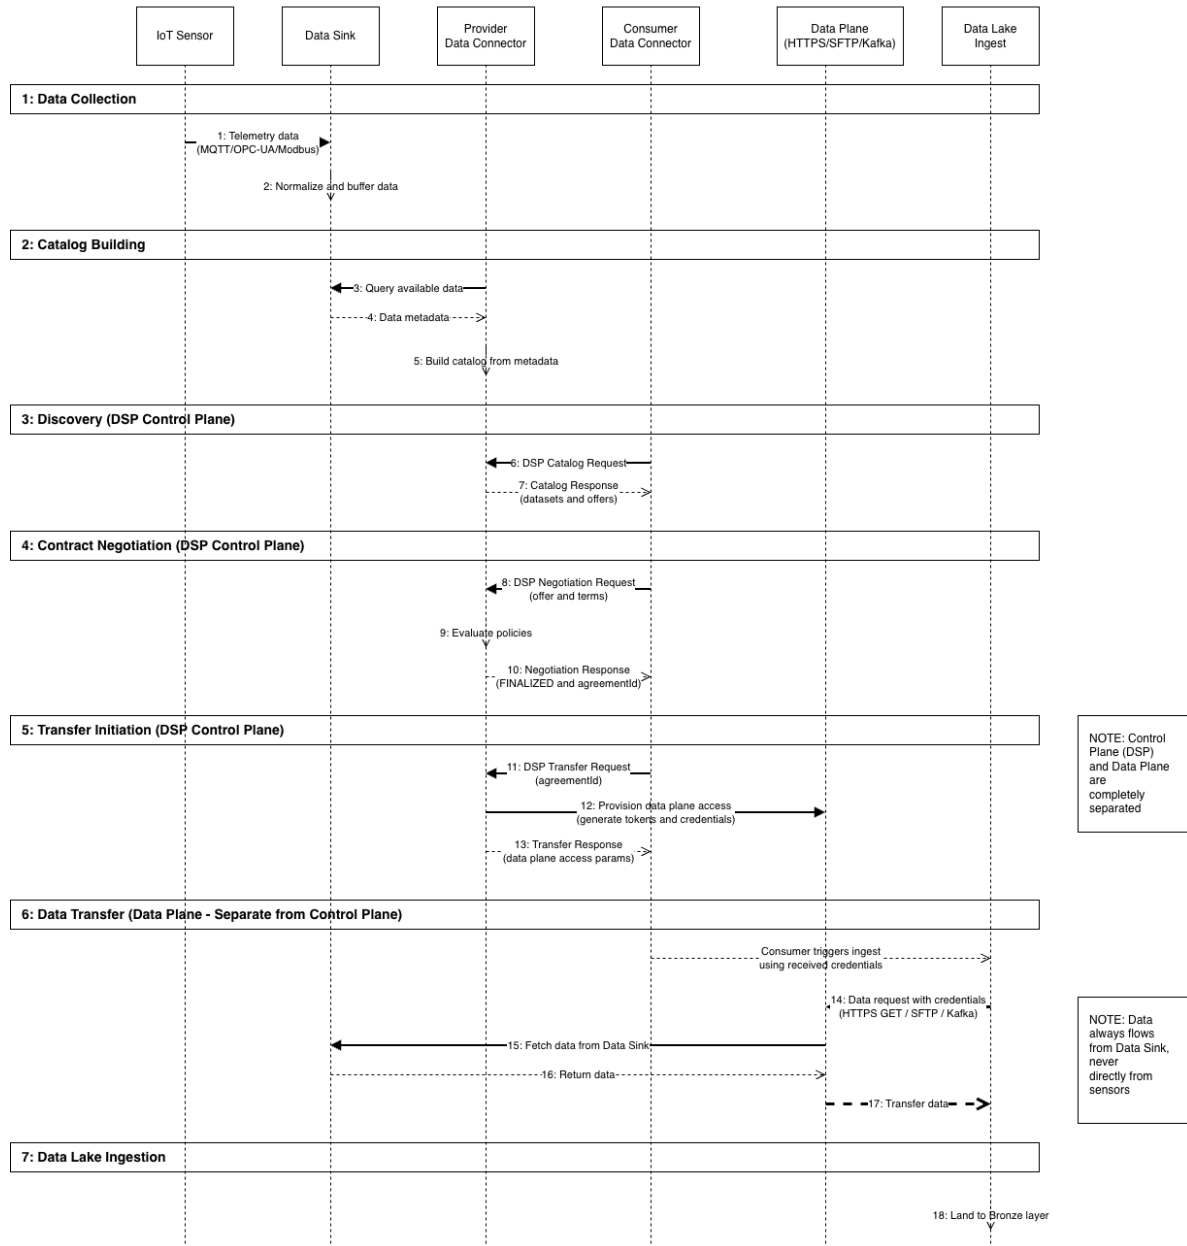 IoT Sensor
Data Sink
Provider
Data Connector
Consumer
Data Connector
Data Plane
(HTTPS/SFTP/Kafka)
Data Lake
Ingest
1: Data Collection
1: Telemetry data
(MQTT/OPC-UA/Modbus)
2: Normalize and buffer data
2: Catalog Building
3: Query available data
4: Data metadata
5: Build catalog from metadata
3: Discovery (DSP Control Plane)
6: DSP Catalog Request
7: Catalog Response
(datasets and offers)
4: Contract Negotiation (DSP Control Plane)
8: DSP Negotiation Request
(offer and terms)
9: Evaluate policies
10: Negotiation Response
(FINALIZED and agreementId)
5: Transfer Initiation (DSP Control Plane)
NOTE: Control
Plane (DSP)
and Data Plane
are
completely
separated
11: DSP Transfer Request
(agreementId)
12: Provision data plane access
(generate tokens and credentials)
13: Transfer Response
(data plane access params)
6: Data Transfer (Data Plane - Separate from Control Plane)
Consumer triggers ingest
using received credentials
14: Data request with credentials
(HTTPS GET / SFTP / Kafka)
NOTE: Data
always flows
from Data Sink,
never
directly from
sensors
15: Fetch data from Data Sink
16: Return data
17: Transfer data
7: Data Lake Ingestion
18: Land to Bronze layer